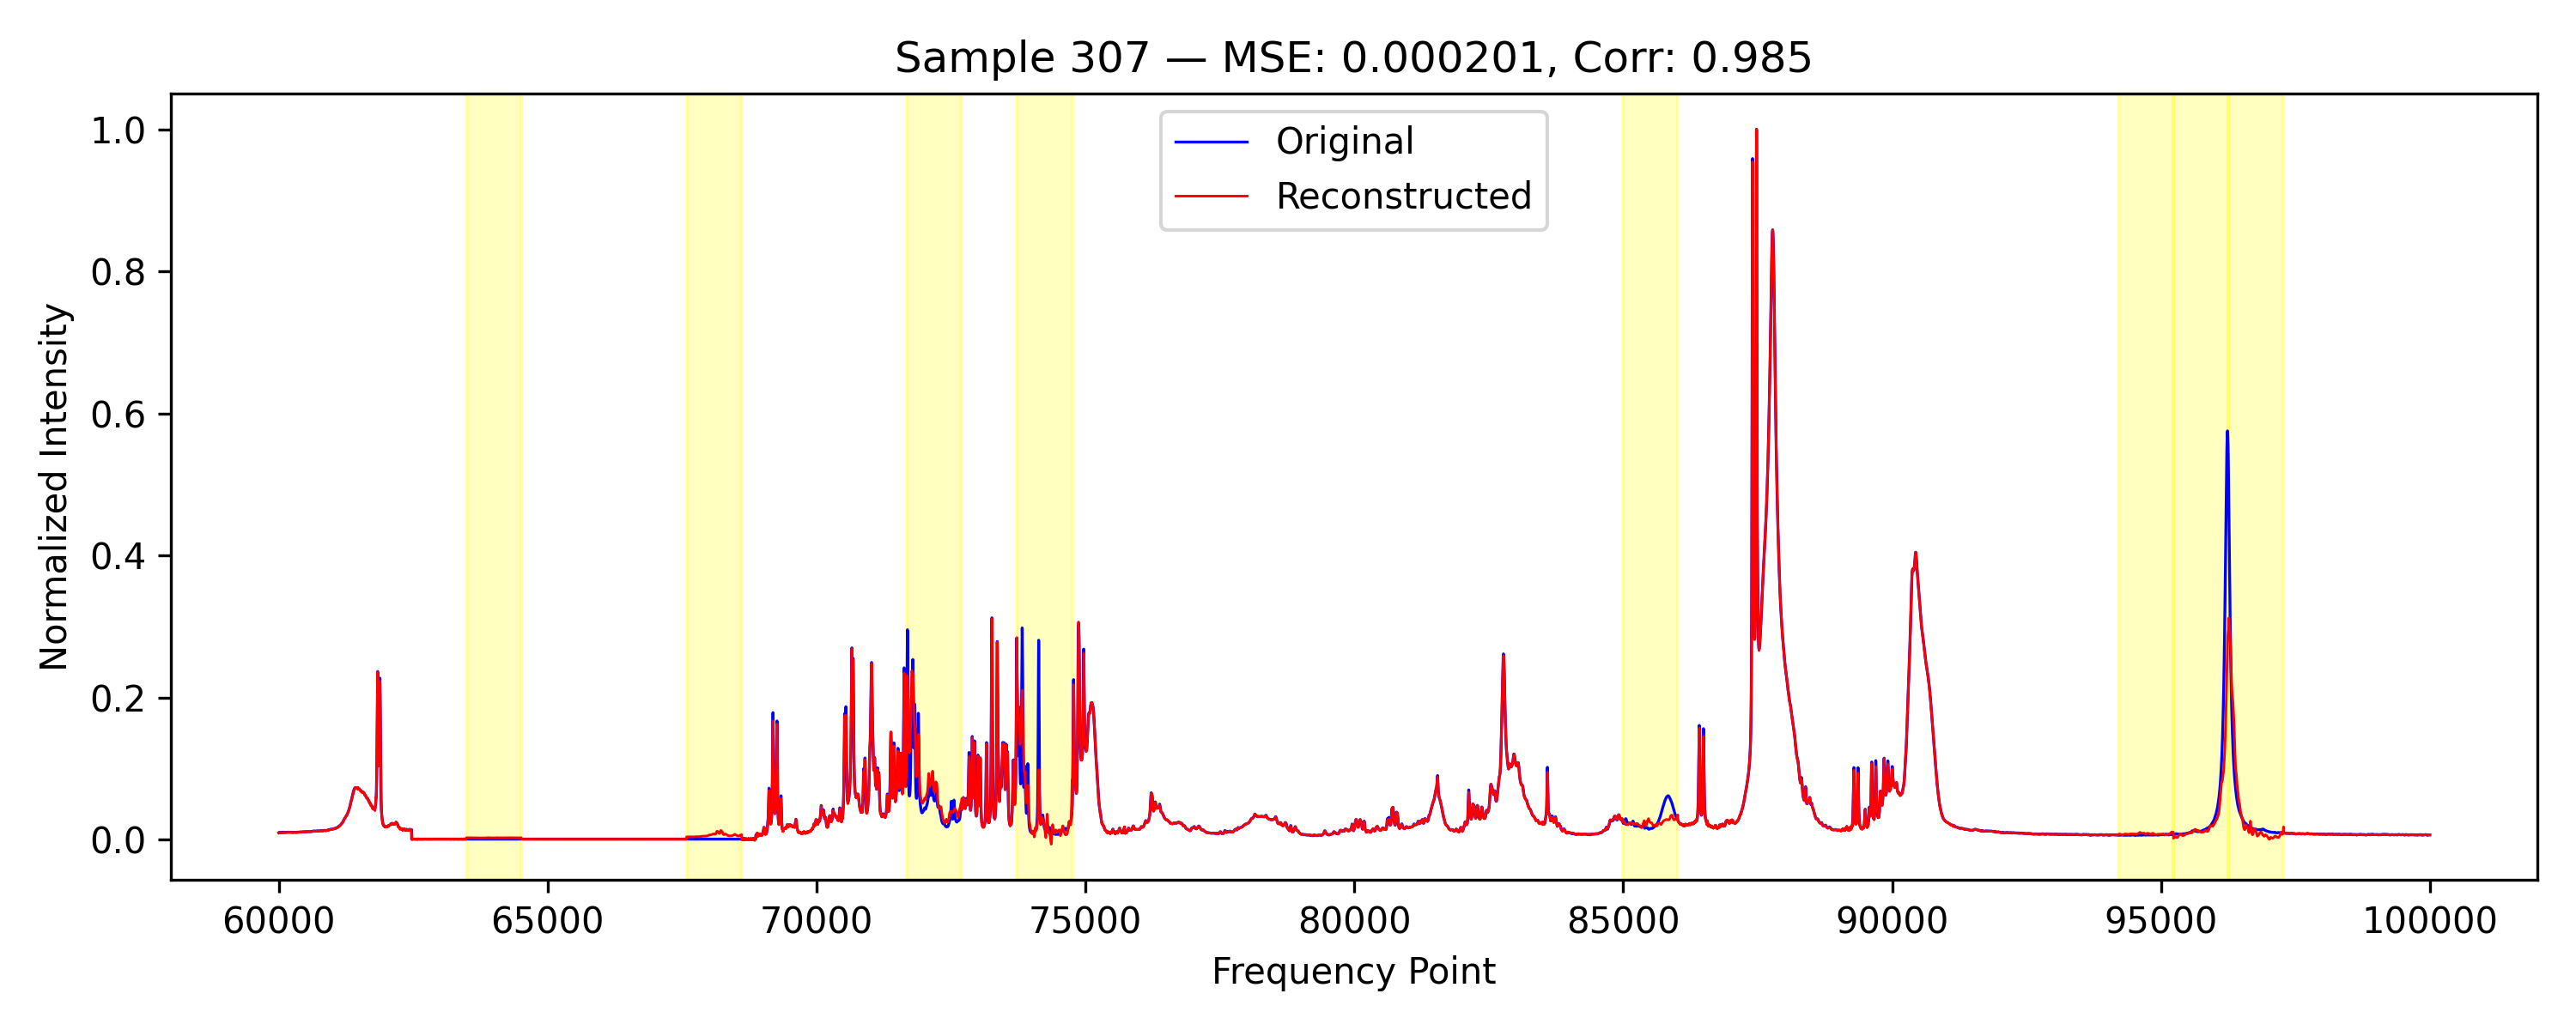 Sample 307 — MSE: 0.000201, Corr: 0.985
Original
Reconstructed
Normalized Intensity
1.0
0.8
0.6
0.4
0.2
0.0
60000 65000 70000 75000 80000 85000 90000 95000 100000
Frequency Point